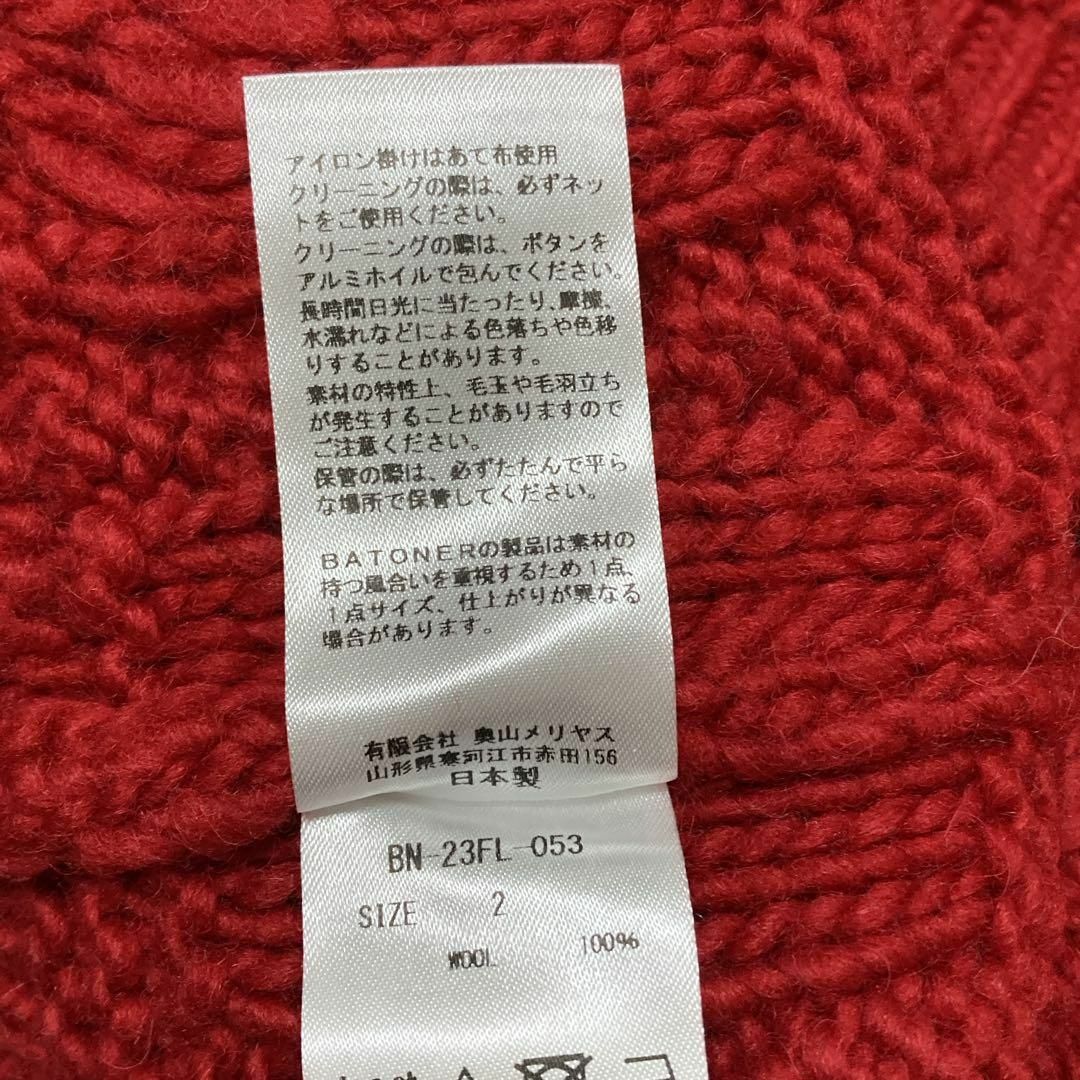 アイロン掛けはあて布使用
クリーニングの際は、必ずネッ
トをご使用ください。
クリーニングの際は、ボタンを
アルミホイルで包んでください。
長時間日光に当たったり、摩擦、
水濡れなどによる色落ちや色移
りすることがあります。
素材の特性上、毛玉や毛羽立ち
が発生することがありますので
ご注意ください。
保管の際は、必ずたたんで平ら
な場所で保管してください。
BATONERの製品は素材の
持つ風合いを重視するため1点、
1点サイズ、仕上がりが異なる
場合があります。
有限会社 奥山メリヤス
山形県寒河江市赤田156
日本製
BN-23FL-053
SIZE 2
WOOL 100%